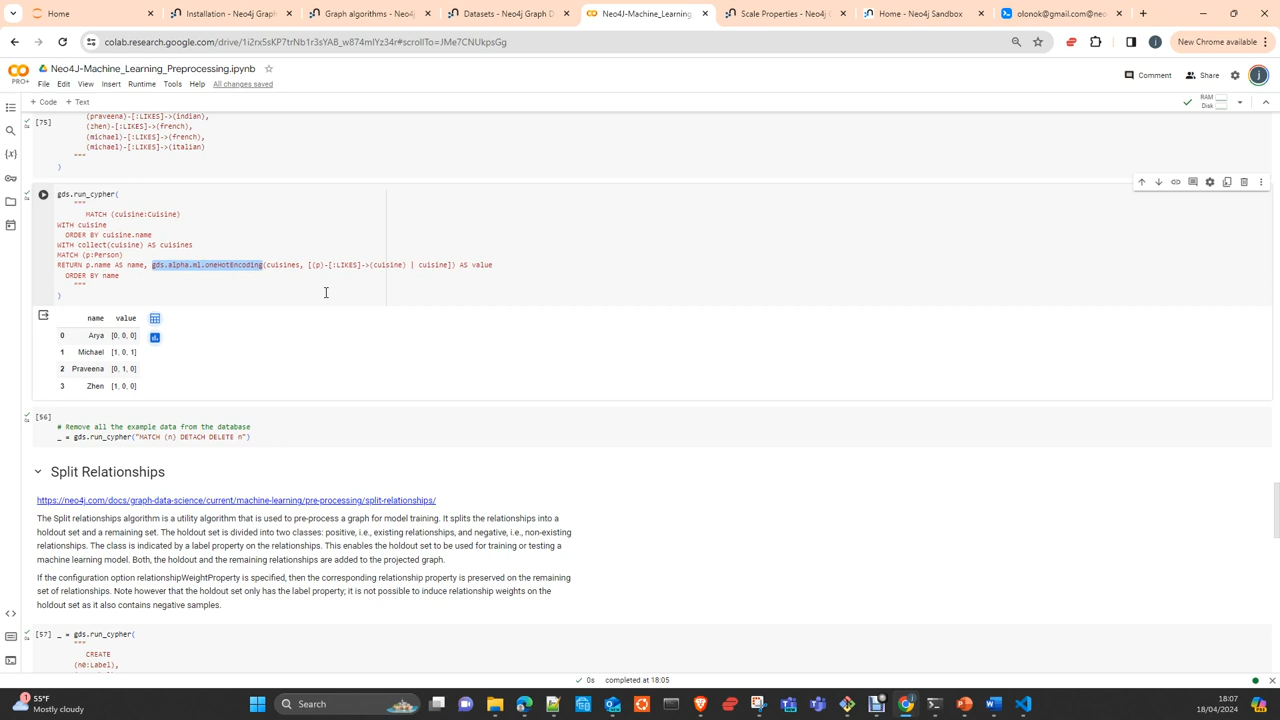 Home
Installation - Neo4j Graph
Graph algorithms - Neo4j
Datasets - Neo4j Graph D
Neo4J-Machine_Learning_
Scale Properties - Neo4j
Home - Neo4j Sandbox
olonok@gmail.com@neo
colab.research.google.com/drive/1i2rx5sKP7trNb1r3sYAB_w874mIYz34r#scrollTo=JMe7CNUkpsGg
New Chrome available
Neo4J-Machine_Learning_Preprocessing.ipynb
PRO+
File Edit View Insert Runtime Tools Help All changes saved
Comment Share
+ Code + Text
RAM
Disk
(praveena)-[:LIKES]->(indian),
[75]
(zhen)-[:LIKES]->(french),
(michael)-[:LIKES]->(french),
(michael)-[:LIKES]->(italian)
"""
)
gds.run_cypher(
"""
MATCH (cuisine:Cuisine)
WITH cuisine
ORDER BY cuisine.name
WITH collect(cuisine) AS cuisines
MATCH (p:Person)
RETURN p.name AS name, gds.alpha.ml.oneHotEncoding(cuisines, [(p)-[:LIKES]->(cuisine) | cuisine]) AS value
ORDER BY name
"""
)
name value
0 Arya [0, 0, 0]
1 Michael [1, 0, 1]
2 Praveena [0, 1, 0]
3 Zhen [1, 0, 0]
[56]
# Remove all the example data from the database
_ = gds.run_cypher("MATCH (n) DETACH DELETE n")
Split Relationships
https://neo4j.com/docs/graph-data-science/current/machine-learning/pre-processing/split-relationships/
The Split relationships algorithm is a utility algorithm that is used to pre-process a graph for model training. It splits the relationships into a
holdout set and a remaining set. The holdout set is divided into two classes: positive, i.e., existing relationships, and negative, i.e., non-existing
relationships. The class is indicated by a label property on the relationships. This enables the holdout set to be used for training or testing a
machine learning model. Both, the holdout and the remaining relationships are added to the projected graph.
If the configuration option relationshipWeightProperty is specified, then the corresponding relationship property is preserved on the remaining
set of relationships. Note however that the holdout set only has the label property; it is not possible to induce relationship weights on the
holdout set as it also contains negative samples.
[57] _ = gds.run_cypher(
"""
CREATE
(n0:Label),
0s completed at 18:05
55°F
Mostly cloudy
Search
18:07
18/04/2024